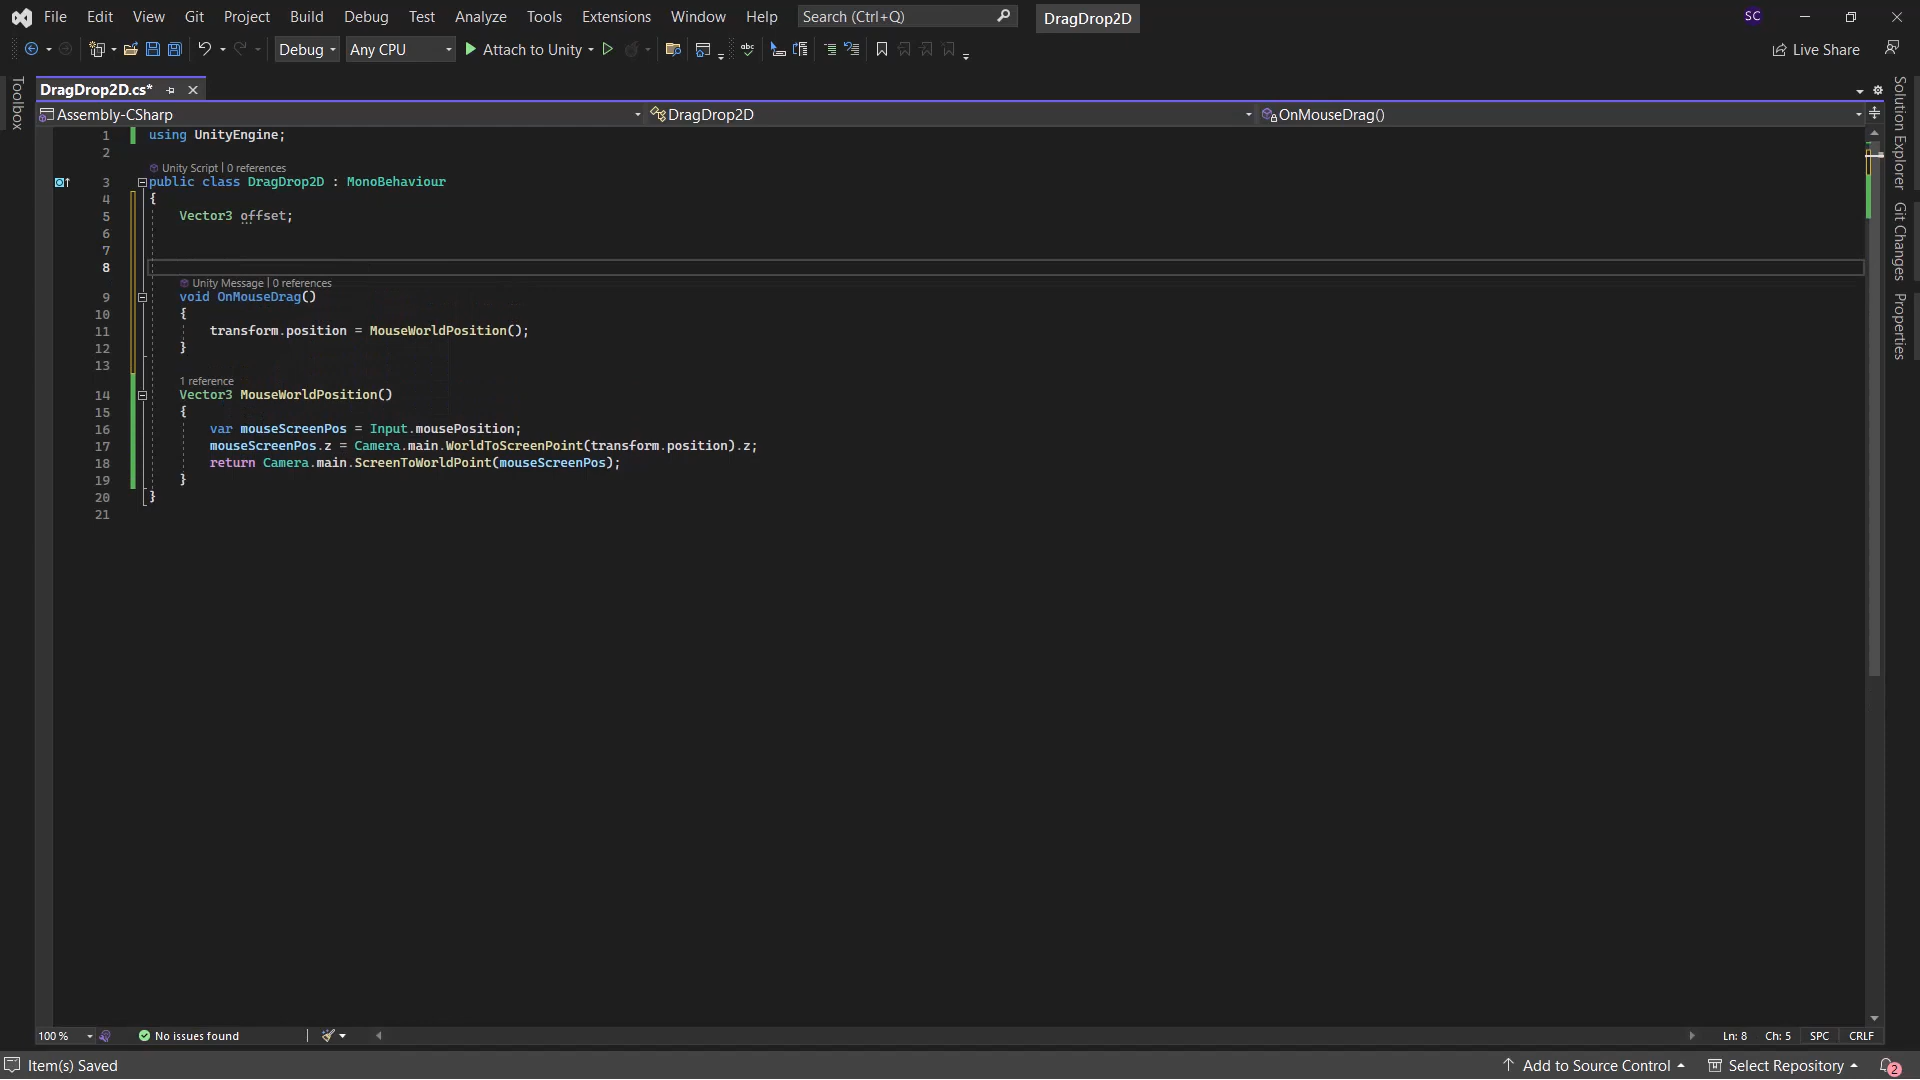 File Edit View Git Project Build Debug Test Analyze Tools Extensions Window Help Search (Ctrl+Q) DragDrop2D SC
Debug Any CPU Attach to Unity abc Live Share
DragDrop2D.cs*
Assembly-CSharp DragDrop2D OnMouseDrag()
Toolbox
Solution Explorer
Git Changes
Properties
1 using UnityEngine;
2
Unity Script | 0 references
3 public class DragDrop2D : MonoBehaviour
4 {
5 Vector3 offset;
6
7
8
Unity Message | 0 references
9 void OnMouseDrag()
10 {
11 transform.position = MouseWorldPosition();
12 }
13
1 reference
14 Vector3 MouseWorldPosition()
15 {
16 var mouseScreenPos = Input.mousePosition;
17 mouseScreenPos.z = Camera.main.WorldToScreenPoint(transform.position).z;
18 return Camera.main.ScreenToWorldPoint(mouseScreenPos);
19 }
20 }
21
100 % No issues found Ln: 8 Ch: 5 SPC CRLF
Item(s) Saved Add to Source Control Select Repository 2